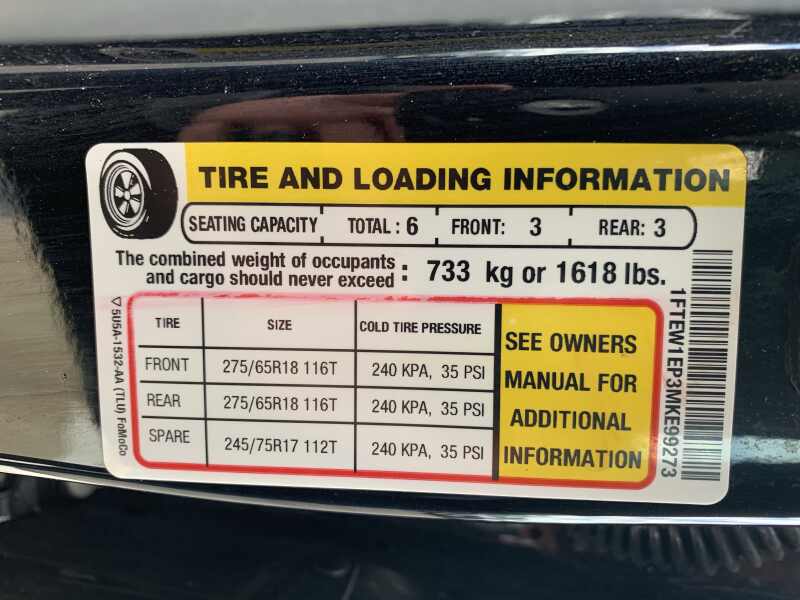 TIRE AND LOADING INFORMATION
SEATING CAPACITY TOTAL : 6 FRONT: 3 REAR: 3
The combined weight of occupants
and cargo should never exceed : 733 kg or 1618 lbs.
TIRE SIZE COLD TIRE PRESSURE
FRONT 275/65R18 116T 240 KPA, 35 PSI
REAR 275/65R18 116T 240 KPA, 35 PSI
SPARE 245/75R17 112T 240 KPA, 35 PSI
SEE OWNERS
MANUAL FOR
ADDITIONAL
INFORMATION
5U5A-1532-AA (TLU) FoMoCo
1FTEW1EP3MKE99273